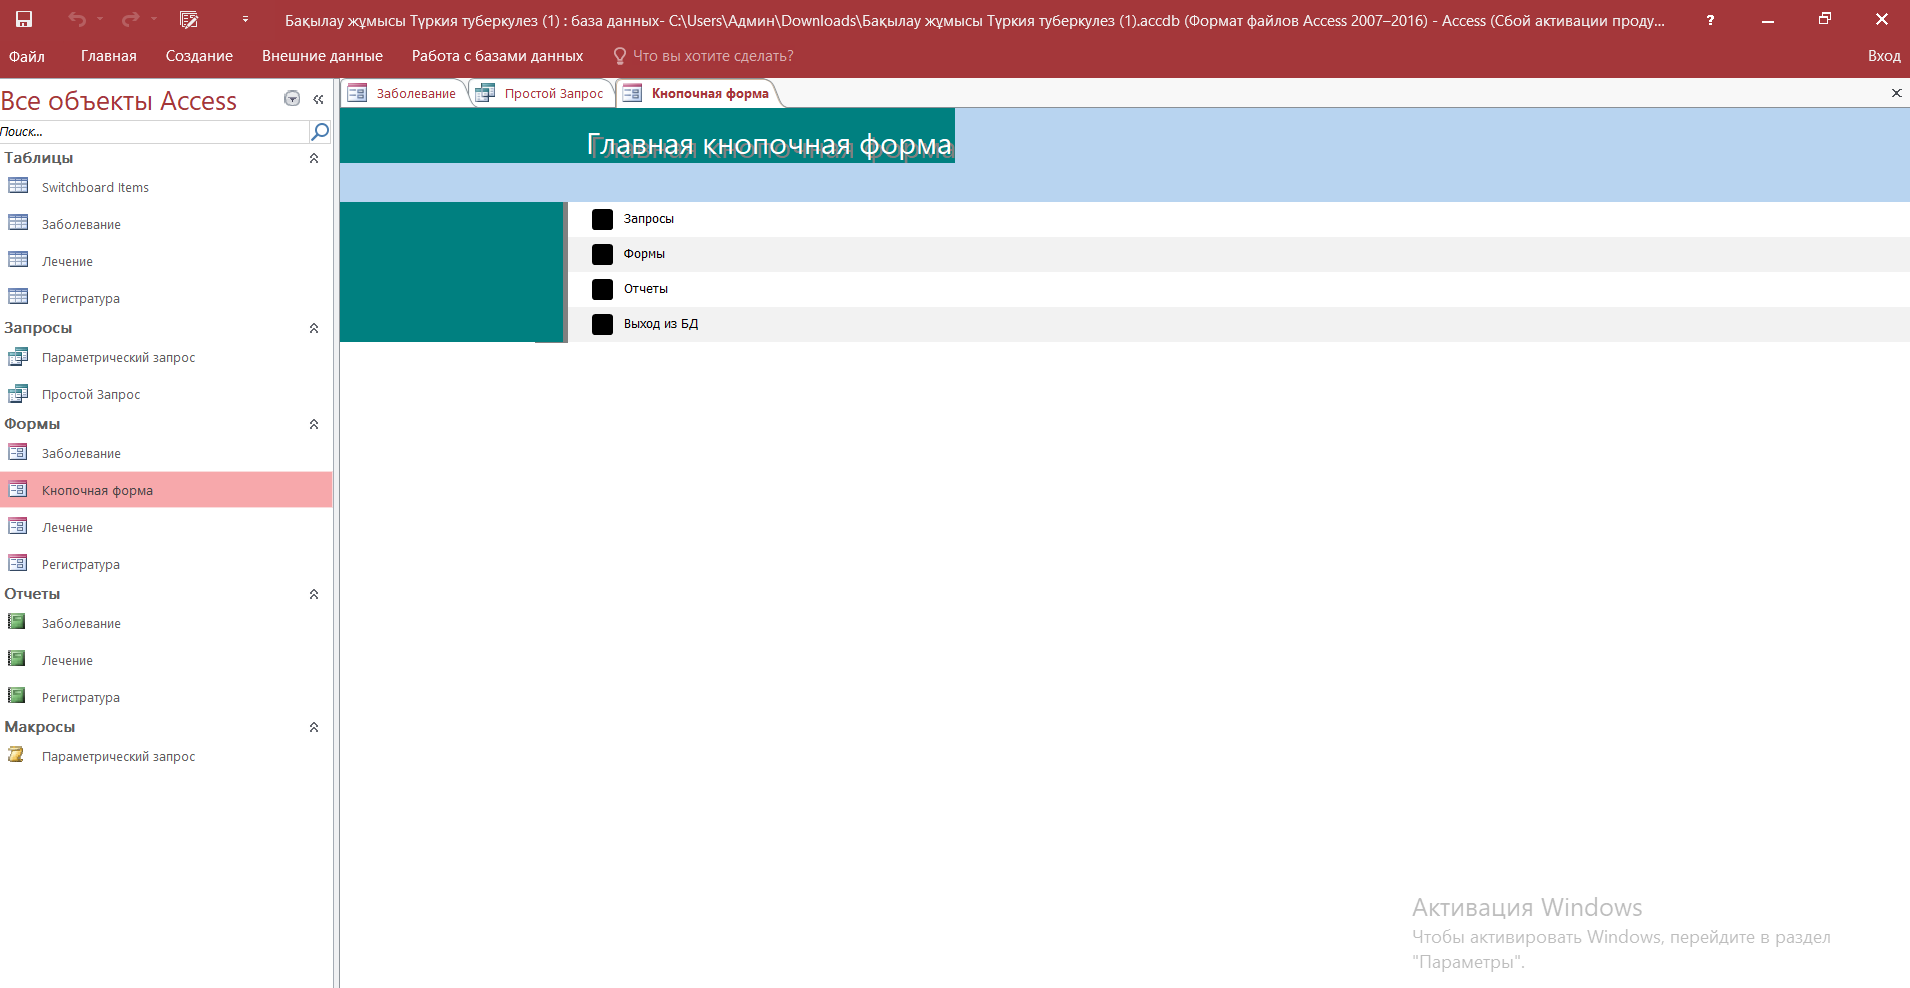 Бақылау жұмысы Түркия туберкулез (1) : база данных- C:\Users\Админ\Downloads\Бақылау жұмысы Түркия туберкулез (1).accdb (Формат файлов Access 2007–2016) - Access (Сбой активации проду...
?
Файл Главная Создание Внешние данные Работа с базами данных Что вы хотите сделать? Вход
Все объекты Access
Поиск...
Таблицы
Switchboard Items
Заболевание
Лечение
Регистратура
Запросы
Параметрический запрос
Простой Запрос
Формы
Заболевание
Кнопочная форма
Лечение
Регистратура
Отчеты
Заболевание
Лечение
Регистратура
Макросы
Параметрический запрос
Заболевание Простой Запрос Кнопочная форма
Главная кнопочная форма
Запросы
Формы
Отчеты
Выход из БД
Активация Windows
Чтобы активировать Windows, перейдите в раздел
"Параметры".